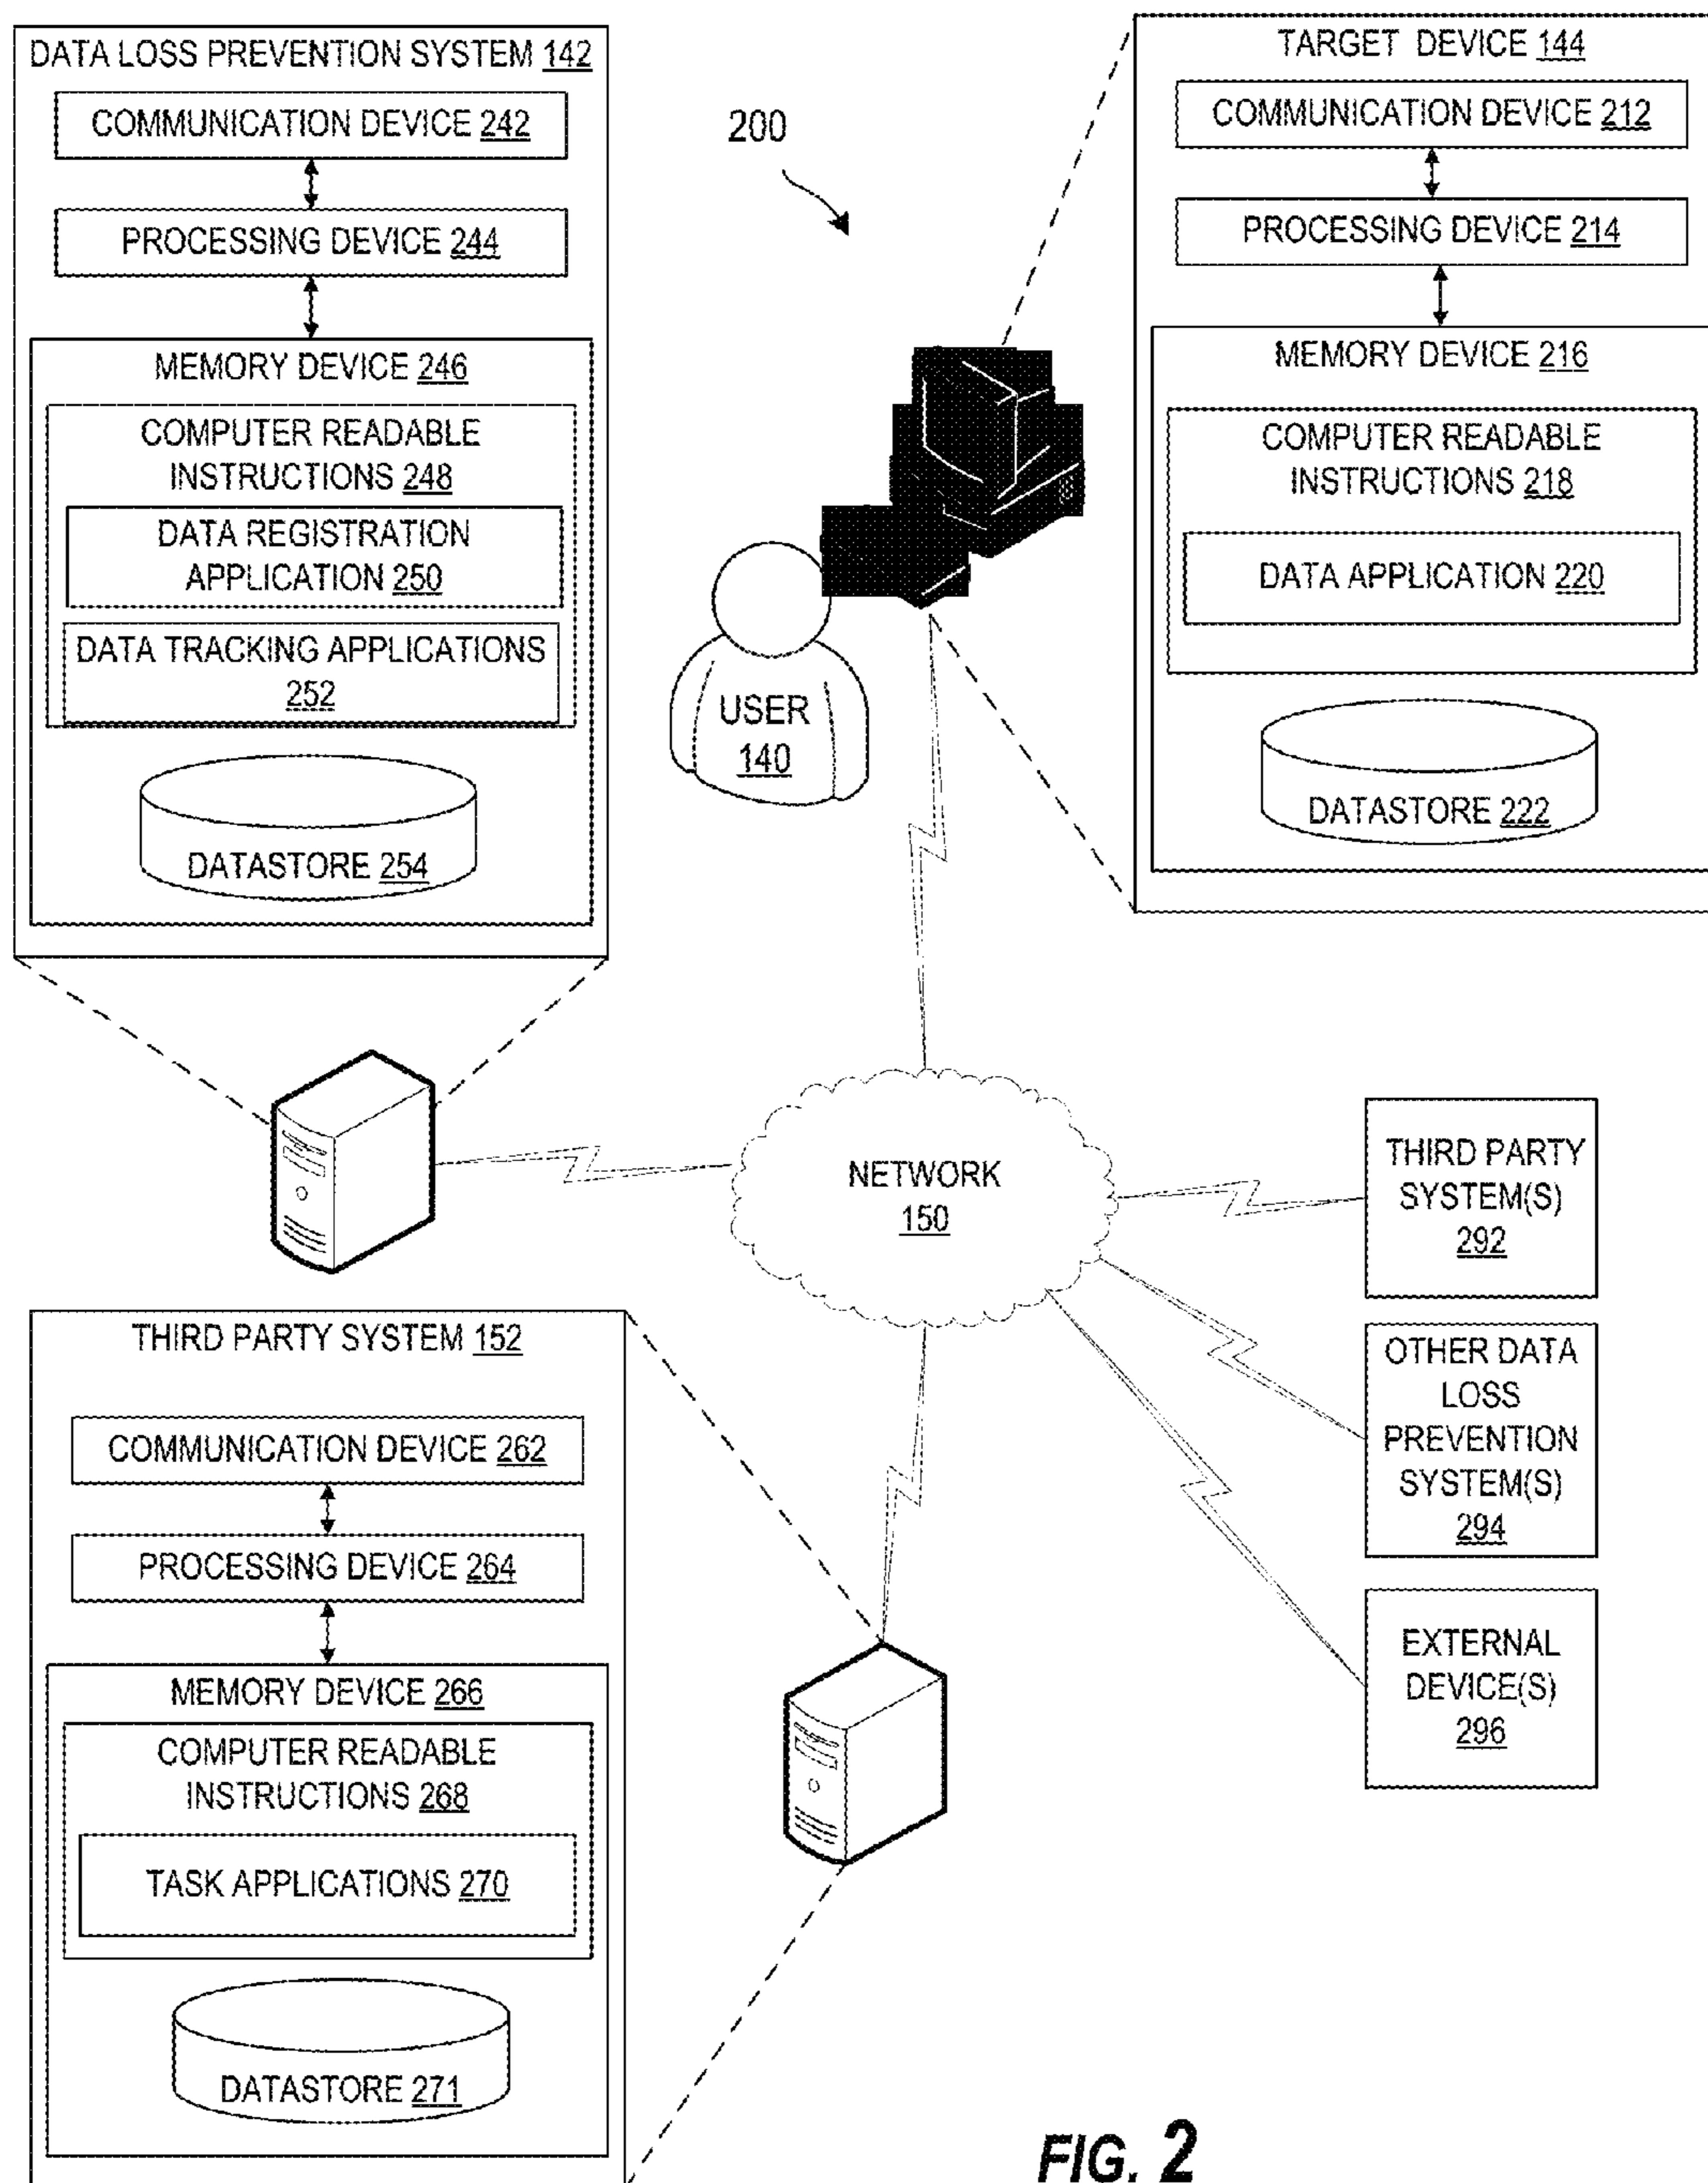 DATA LOSS PREVENTION SYSTEM 142
COMMUNICATION DEVICE 242
PROCESSING DEVICE 244
MEMORY DEVICE 246
COMPUTER READABLE
INSTRUCTIONS 248
DATA REGISTRATION
APPLICATION 250
DATA TRACKING APPLICATIONS
252
DATASTORE 254
200
USER
140
TARGET DEVICE 144
COMMUNICATION DEVICE 212
PROCESSING DEVICE 214
MEMORY DEVICE 216
COMPUTER READABLE
INSTRUCTIONS 218
DATA APPLICATION 220
DATASTORE 222
NETWORK
150
THIRD PARTY
SYSTEM(S)
292
OTHER DATA
LOSS
PREVENTION
SYSTEM(S)
294
EXTERNAL
DEVICE(S)
296
THIRD PARTY SYSTEM 152
COMMUNICATION DEVICE 262
PROCESSING DEVICE 264
MEMORY DEVICE 266
COMPUTER READABLE
INSTRUCTIONS 268
TASK APPLICATIONS 270
DATASTORE 271
FIG. 2